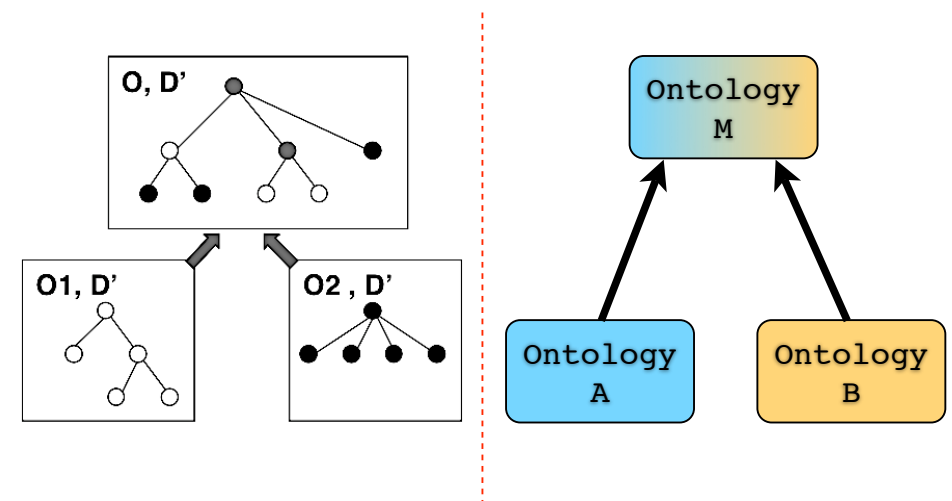 O, D’
O1, D’
O2 , D’
Ontology
M
Ontology
A
Ontology
B